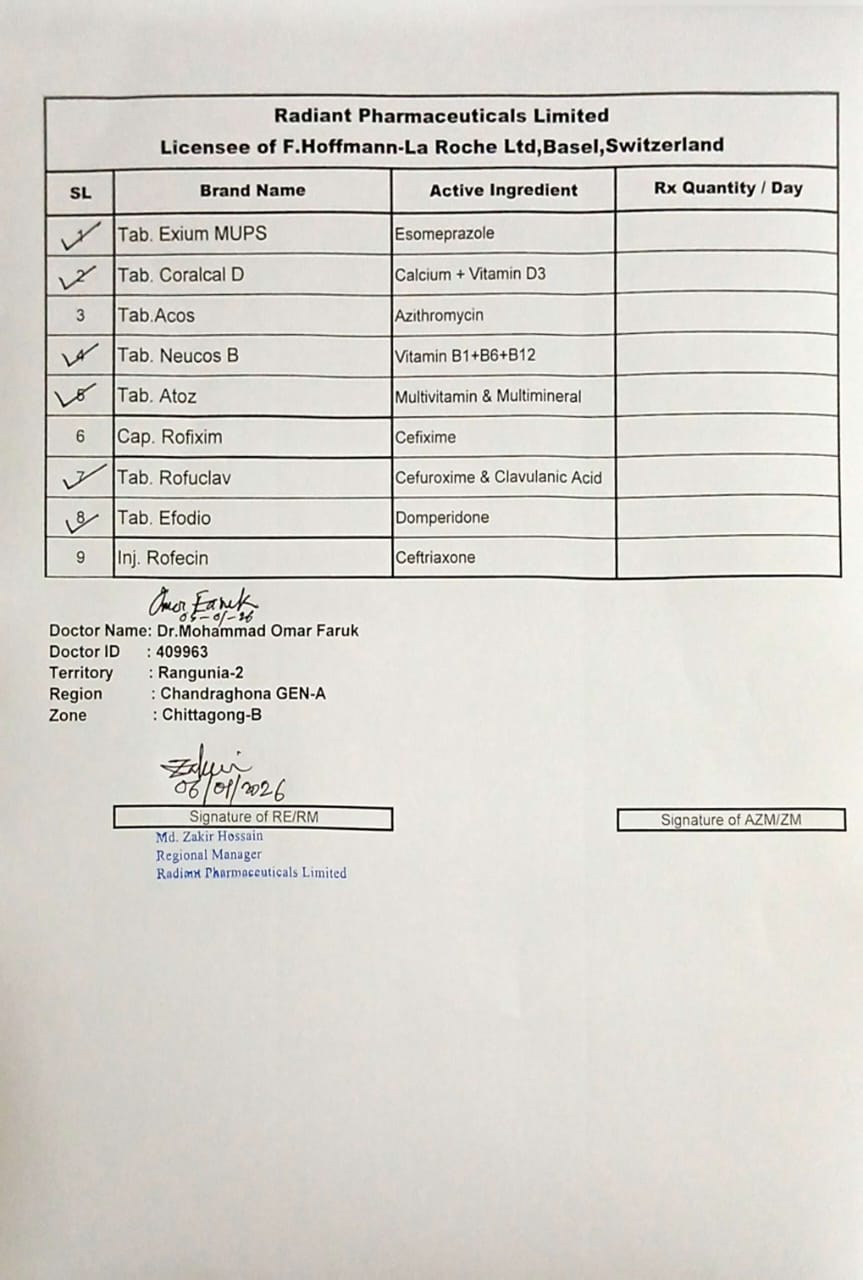 Radiant Pharmaceuticals Limited
Licensee of F.Hoffmann-La Roche Ltd,Basel,Switzerland
SL Brand Name Active Ingredient Rx Quantity / Day
1 Tab. Exium MUPS Esomeprazole
2 Tab. Coralcal D Calcium + Vitamin D3
3 Tab.Acos Azithromycin
4 Tab. Neucos B Vitamin B1+B6+B12
5 Tab. Atoz Multivitamin & Multimineral
6 Cap. Rofixim Cefixime
7 Tab. Rofuclav Cefuroxime & Clavulanic Acid
8 Tab. Efodio Domperidone
9 Inj. Rofecin Ceftriaxone
Omar Faruk
05-01-26
Doctor Name: Dr.Mohammad Omar Faruk
Doctor ID : 409963
Territory : Rangunia-2
Region : Chandraghona GEN-A
Zone : Chittagong-B
06/01/2026
Signature of RE/RM Signature of AZM/ZM
Md. Zakir Hossain
Regional Manager
Radiant Pharmaceuticals Limited